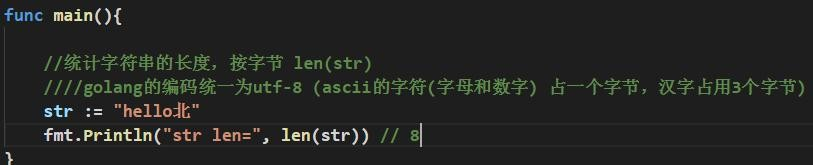 func main(){
//统计字符串的长度，按字节 len(str)
////golang的编码统一为utf-8 (ascii的字符(字母和数字) 占一个字节，汉字占用3个字节)
str := "hello北"
fmt.Println("str len=", len(str)) // 8
}